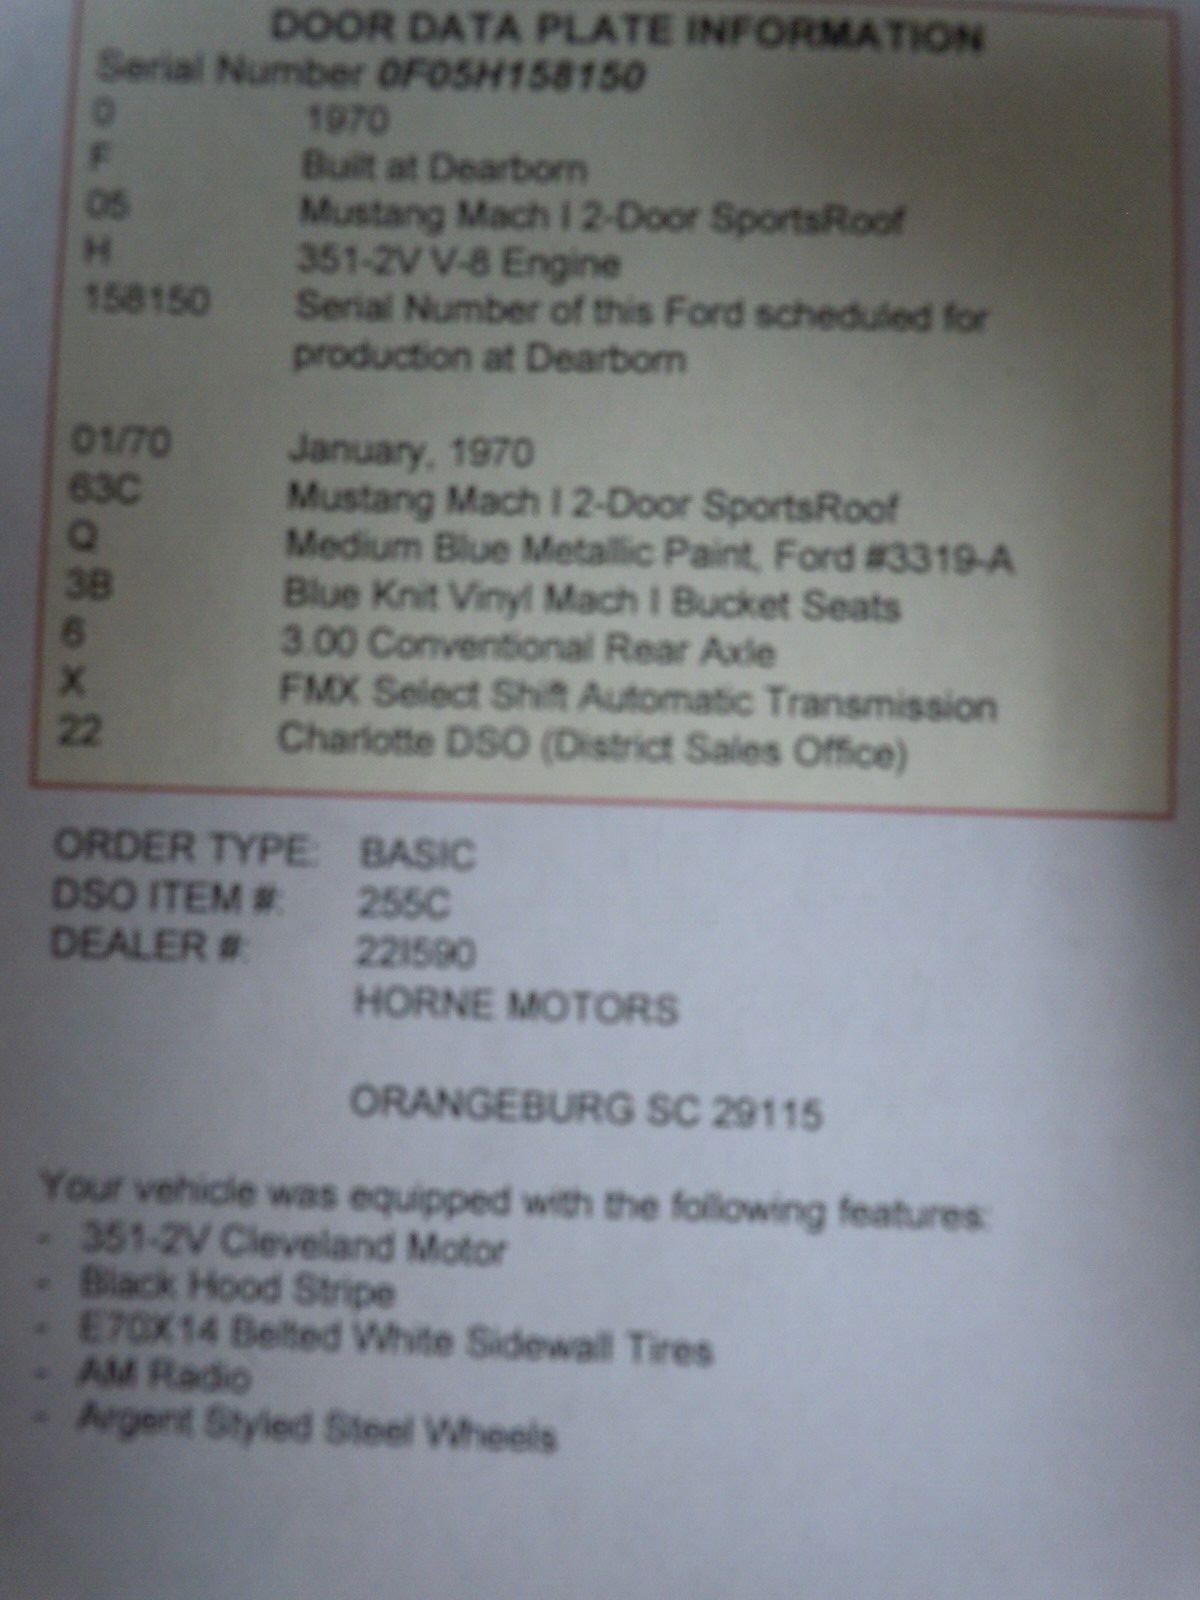 DOOR DATA PLATE INFORMATION
Serial Number 0F05H158150
0 1970
F Built at Dearborn
05 Mustang Mach I 2-Door SportsRoof
H 351-2V V-8 Engine
158150 Serial Number of this Ford scheduled for
production at Dearborn
01/70 January, 1970
63C Mustang Mach I 2-Door SportsRoof
Q Medium Blue Metallic Paint, Ford #3319-A
3B Blue Knit Vinyl Mach I Bucket Seats
6 3.00 Conventional Rear Axle
X FMX Select Shift Automatic Transmission
22 Charlotte DSO (District Sales Office)
ORDER TYPE: BASIC
DSO ITEM #: 255C
DEALER #: 22I590
HORNE MOTORS
ORANGEBURG SC 29115
Your vehicle was equipped with the following features:
- 351-2V Cleveland Motor
- Black Hood Stripe
- E70X14 Belted White Sidewall Tires
- AM Radio
- Argent Styled Steel Wheels